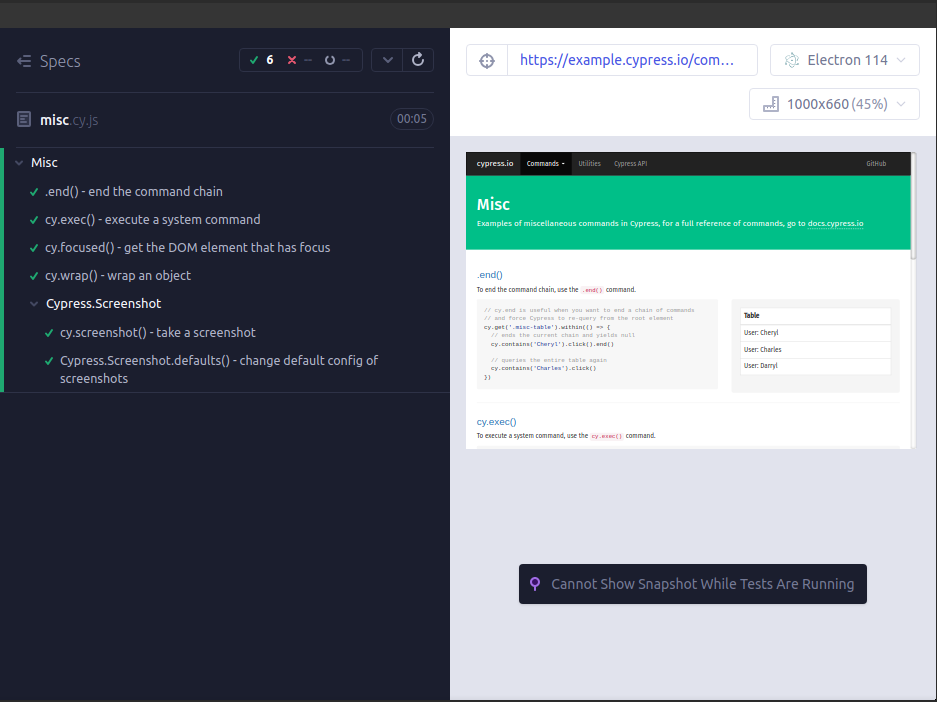 Specs
6 -- --
misc.cy.js
00:05
Misc
.end() - end the command chain
cy.exec() - execute a system command
cy.focused() - get the DOM element that has focus
cy.wrap() - wrap an object
Cypress.Screenshot
cy.screenshot() - take a screenshot
Cypress.Screenshot.defaults() - change default config of
screenshots
https://example.cypress.io/com...
Electron 114
1000x660 (45%)
cypress.io Commands Utilities Cypress API GitHub
Misc
Examples of miscellaneous commands in Cypress, for a full reference of commands, go to docs.cypress.io
.end()
To end the command chain, use the .end() command.
// cy.end is useful when you want to end a chain of commands
// and force Cypress to re-query from the root element
cy.get('.misc-table').within(() => {
// ends the current chain and yields null
cy.contains('Cheryl').click().end()
// queries the entire table again
cy.contains('Charles').click()
})
Table
User: Cheryl
User: Charles
User: Darryl
cy.exec()
To execute a system command, use the cy.exec() command.
Cannot Show Snapshot While Tests Are Running